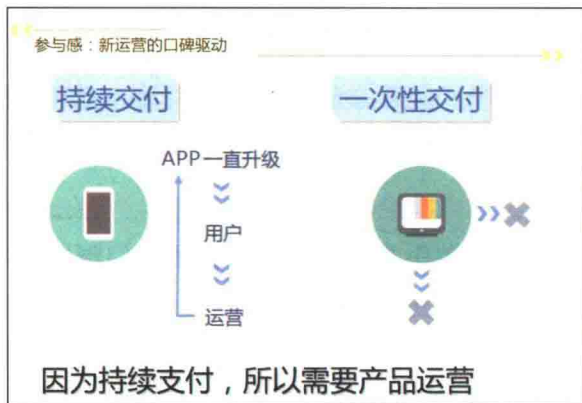 参与感：新运营的口碑驱动
持续交付
一次性交付
APP一直升级
用户
运营
因为持续支付，所以需要产品运营